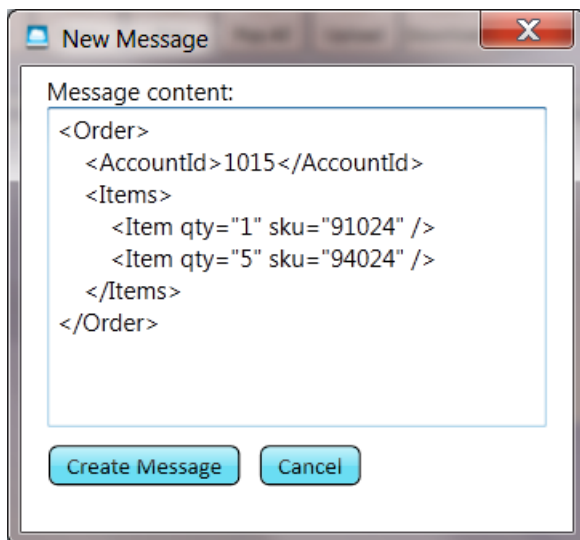 New Message
Message content:
<Order>
<AccountId>1015</AccountId>
<Items>
<Item qty="1" sku="91024" />
<Item qty="5" sku="94024" />
</Items>
</Order>
Create Message
Cancel